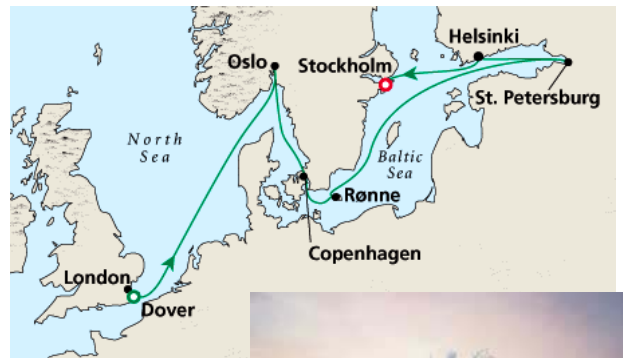 Helsinki
Oslo
Stockholm
St. Petersburg
North
Sea
Baltic
Sea
Rønne
Copenhagen
London
Dover